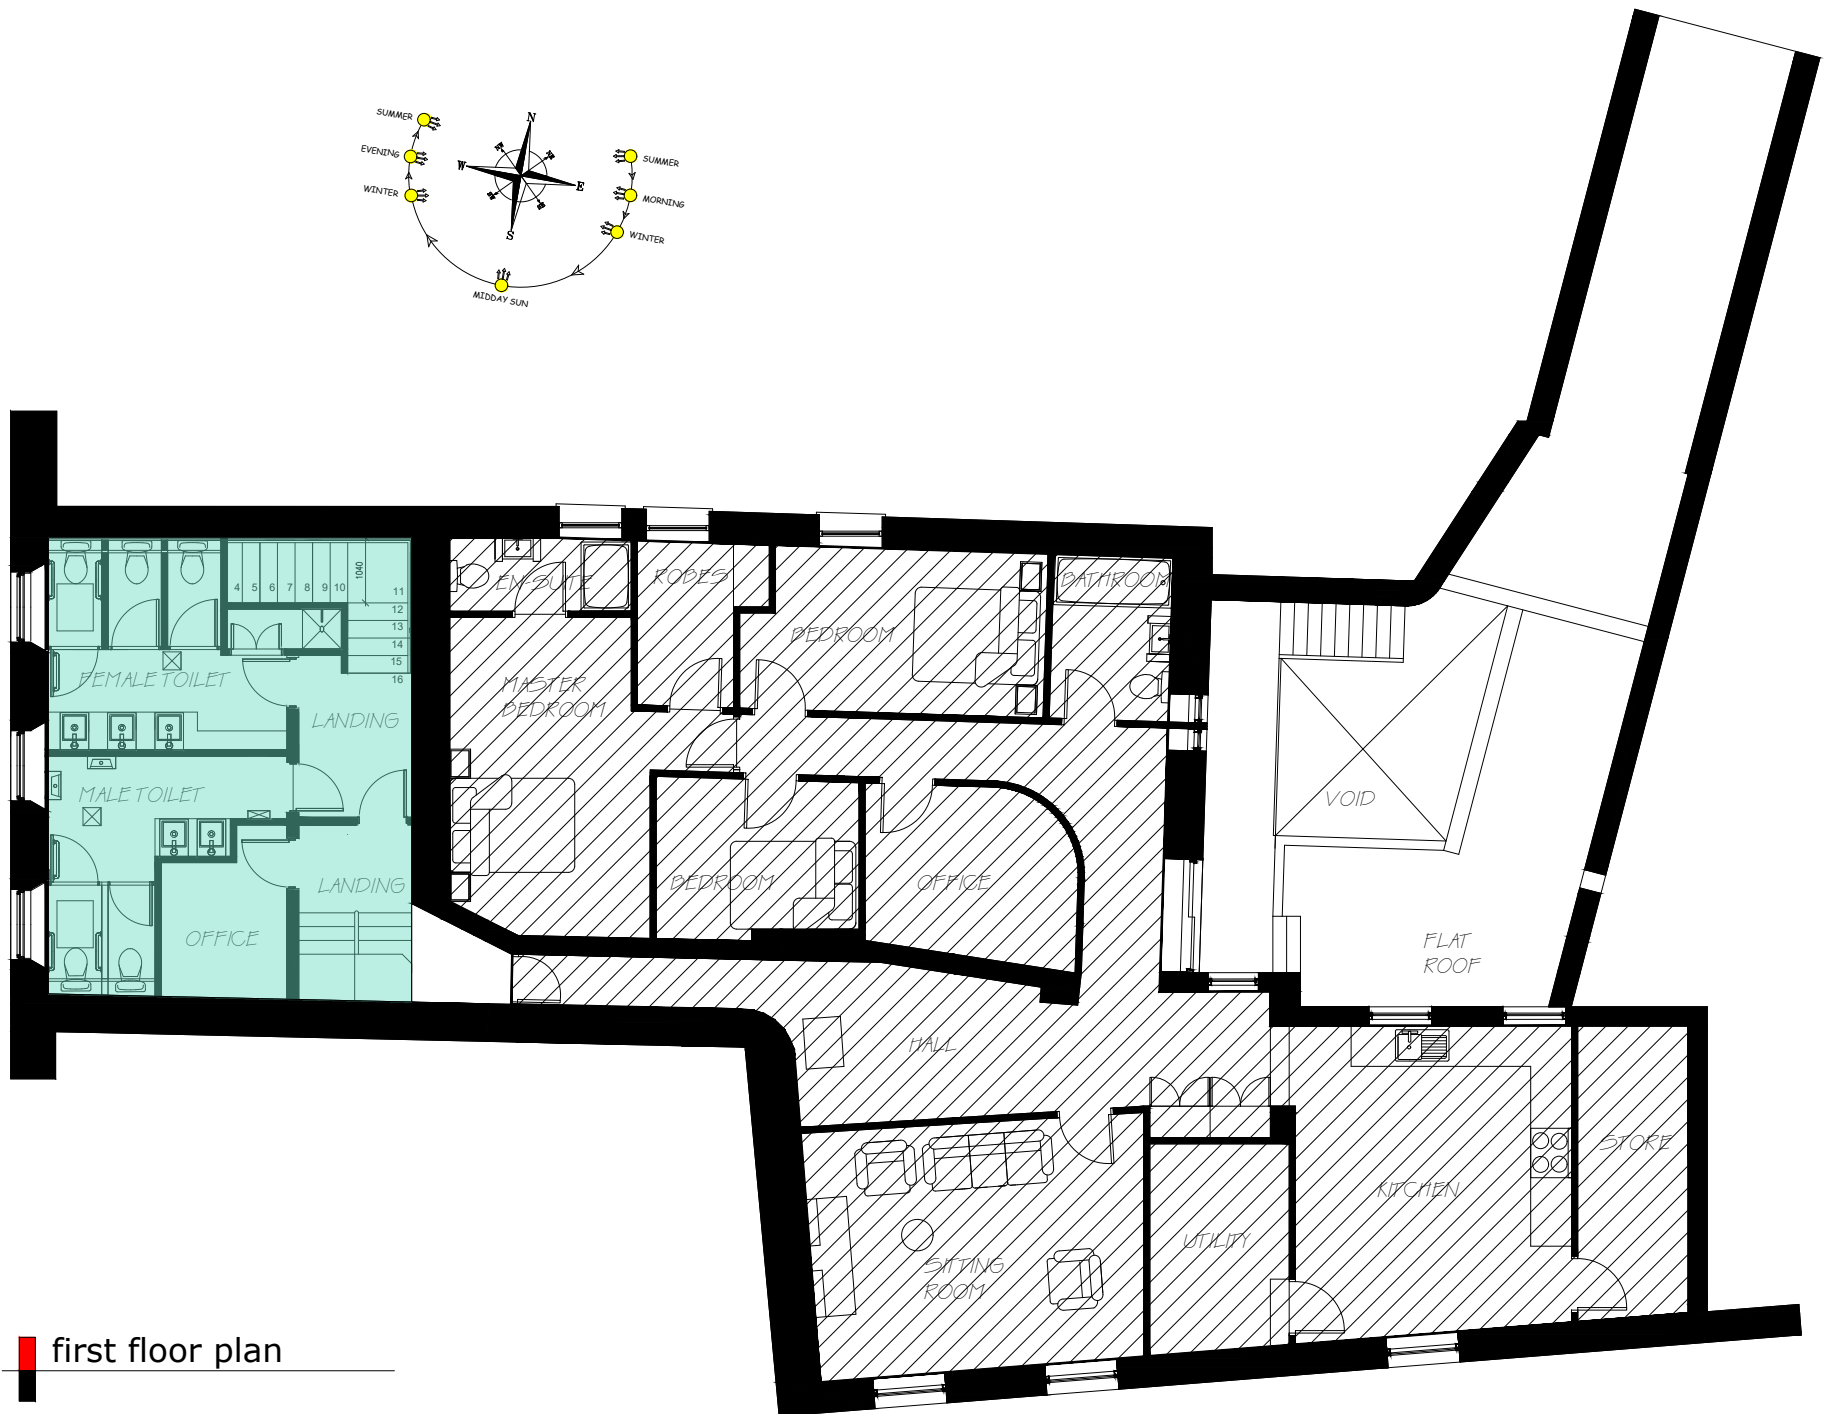 N
SUMMER
EVENING
W
SUMMER
E
WINTER
MORNING
S
WINTER
MIDDAY SUN
4 5 6 7 8 9 10
1040
11
12
13
14
15
16
EN-SUITE
ROBES
BATHROOM
BEDROOM
FEMALE TOILET
MASTER
BEDROOM
LANDING
MALE TOILET
VOID
BEDROOM
OFFICE
LANDING
OFFICE
FLAT
ROOF
HALL
STORE
KITCHEN
UTILITY
SITTING
ROOM
first floor plan